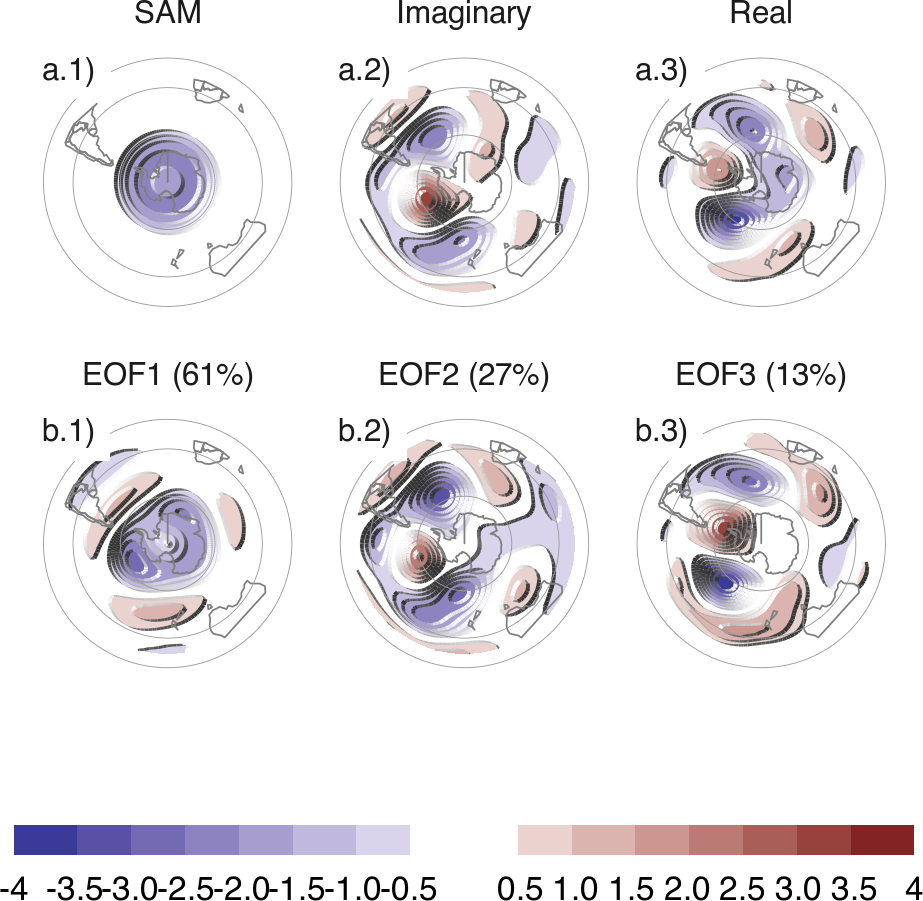 SAM Imaginary Real
a.1) a.2) a.3)
EOF1 (61%) EOF2 (27%) EOF3 (13%)
b.1) b.2) b.3)
-4 -3.5 -3.0 -2.5 -2.0 -1.5 -1.0 -0.5 0.5 1.0 1.5 2.0 2.5 3.0 3.5 4